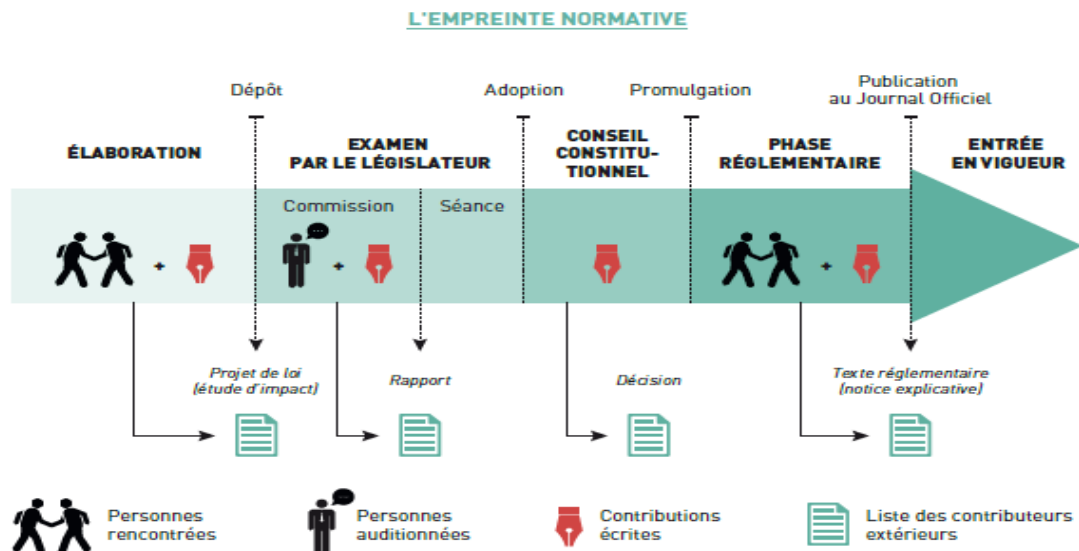 L'EMPREINTE NORMATIVE
Dépôt
Adoption
Promulgation
Publication
au Journal Officiel
ÉLABORATION
EXAMEN
PAR LE LÉGISLATEUR
CONSEIL
CONSTITU-
TIONNEL
PHASE
RÉGLEMENTAIRE
ENTRÉE
EN VIGUEUR
Commission
Séance
+
+
+
Projet de loi
(étude d'impact)
Rapport
Décision
Texte réglementaire
(notice explicative)
Personnes
rencontrées
Personnes
auditionnées
Contributions
écrites
Liste des contributeurs
extérieurs